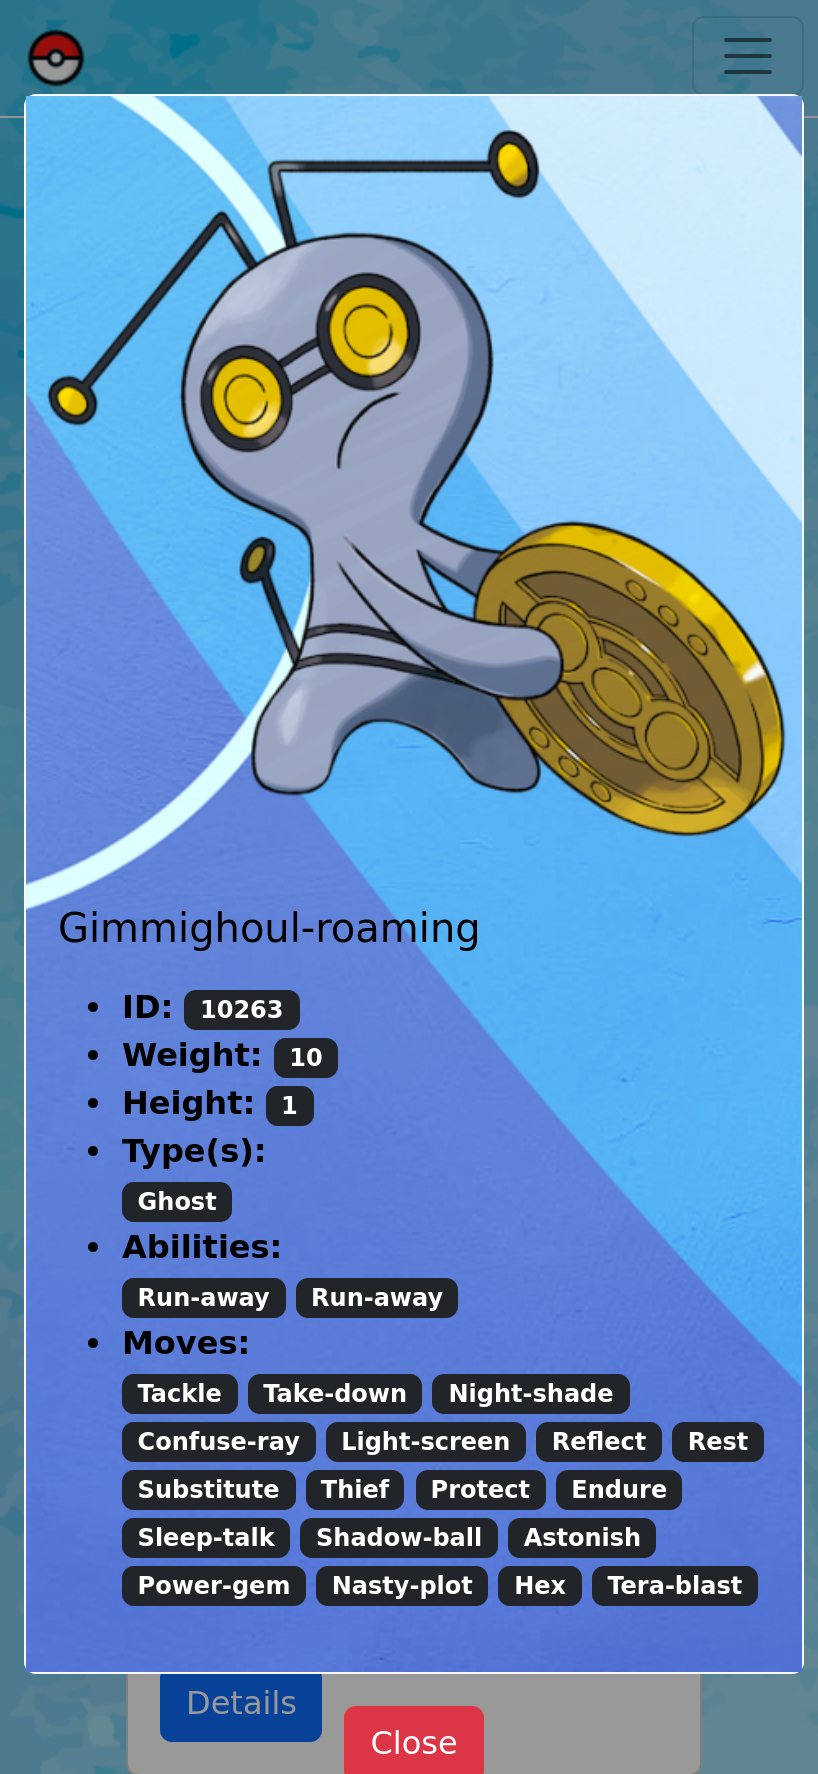 Gimmighoul-roaming
ID: 10263
Weight: 10
Height: 1
Type(s):
Ghost
Abilities:
Run-away Run-away
Moves:
Tackle Take-down Night-shade
Confuse-ray Light-screen Reflect Rest
Substitute Thief Protect Endure
Sleep-talk Shadow-ball Astonish
Power-gem Nasty-plot Hex Tera-blast
Details
Close